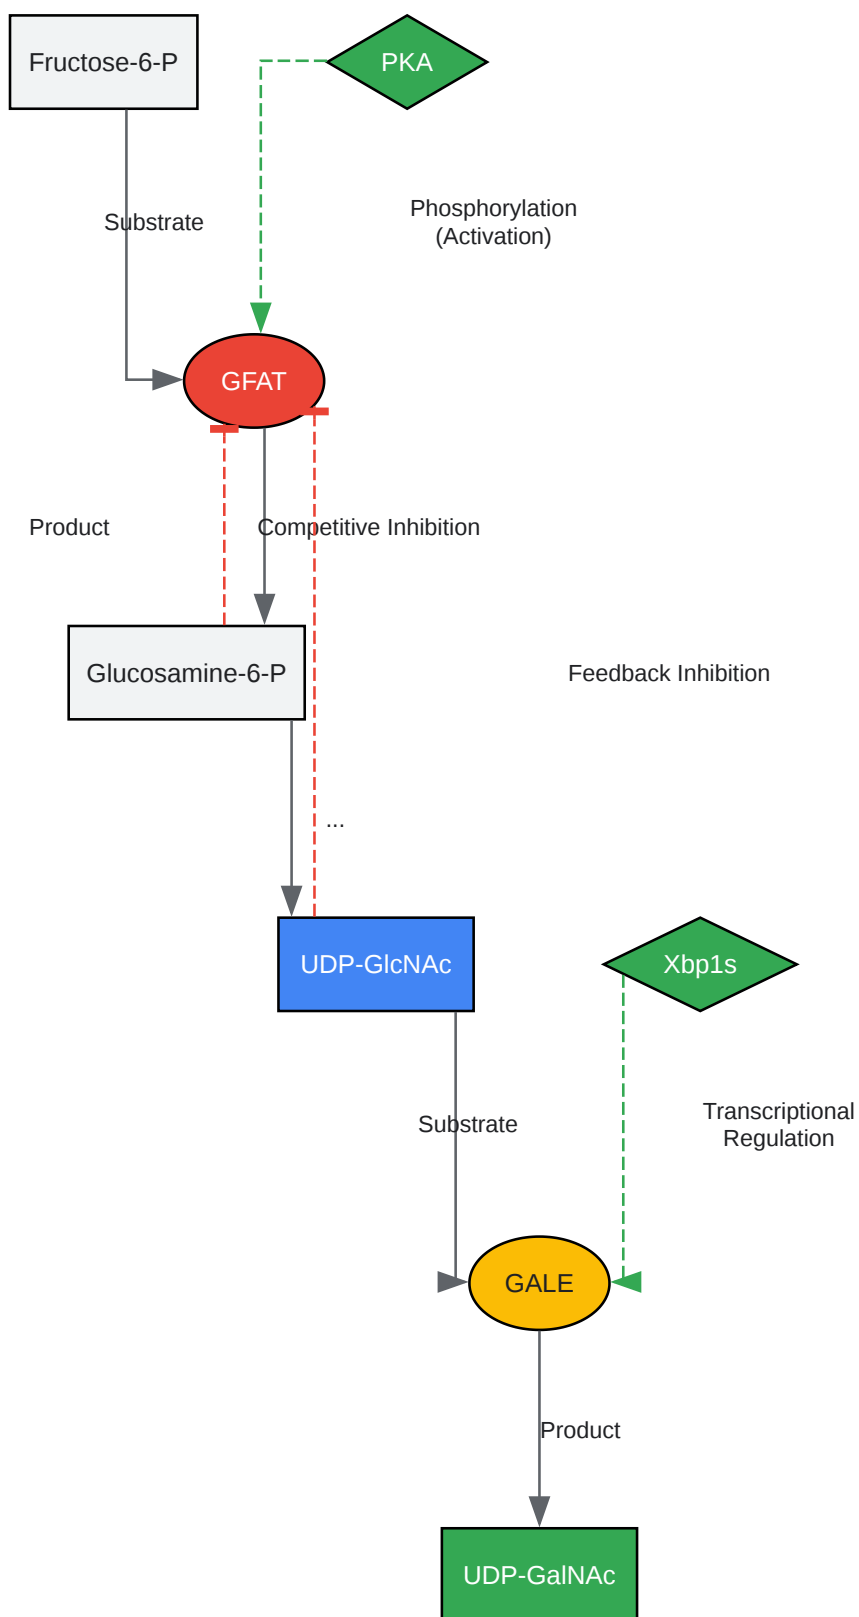 Fructose-6-P
PKA
Phosphorylation
(Activation)
Substrate
GFAT
Product
Competitive Inhibition
Glucosamine-6-P
Feedback Inhibition
...
UDP-GlcNAc
Xbp1s
Substrate
Transcriptional
Regulation
GALE
Product
UDP-GalNAc